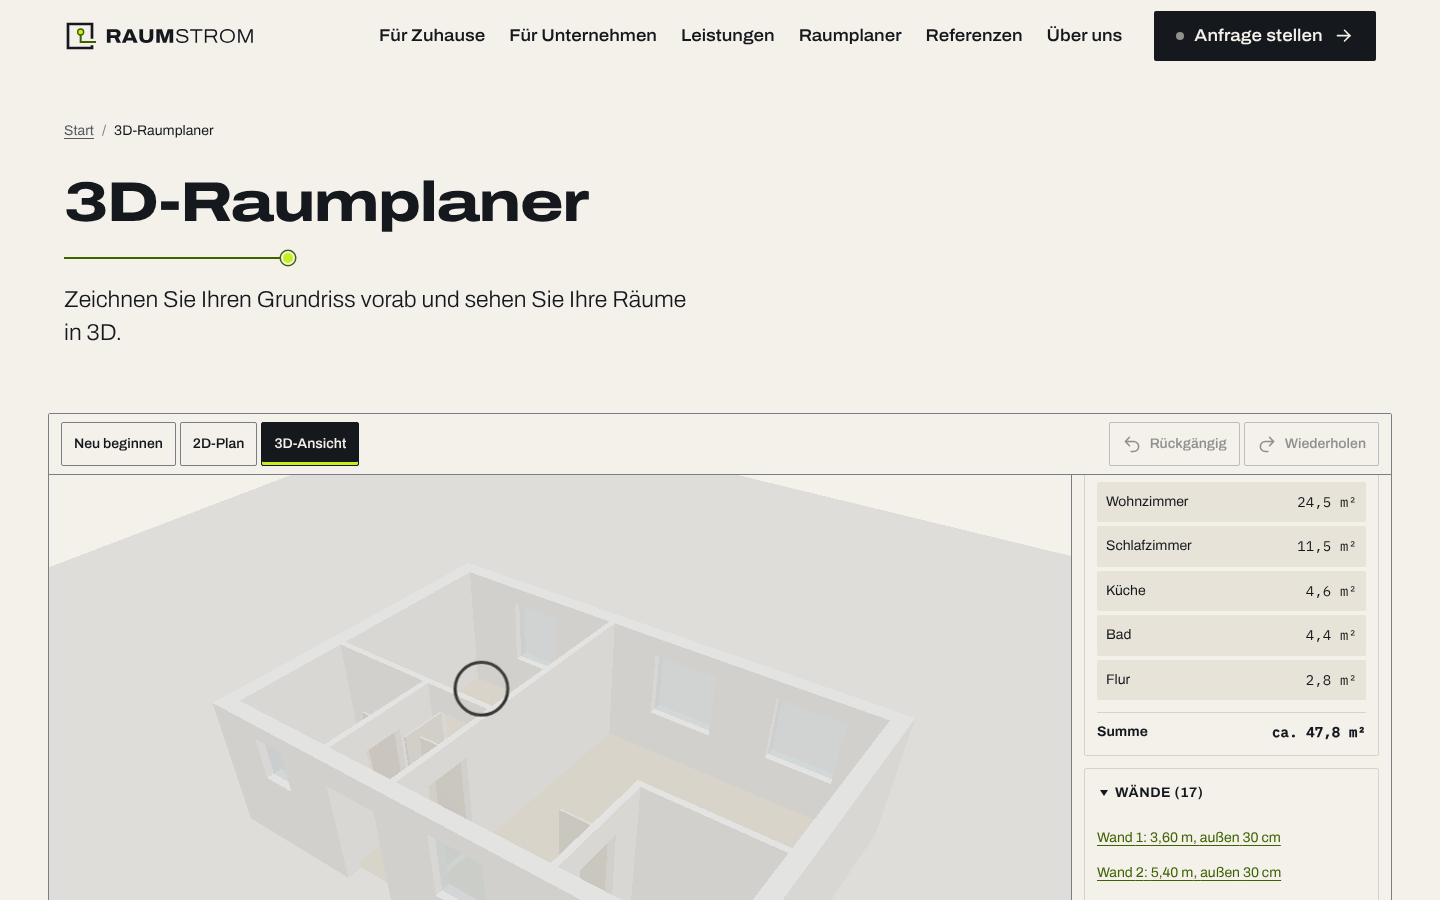 RAUMSTROM
Für Zuhause
Für Unternehmen
Leistungen
Raumplaner
Referenzen
Über uns
Anfrage stellen
Start / 3D-Raumplaner
3D-Raumplaner
Zeichnen Sie Ihren Grundriss vorab und sehen Sie Ihre Räume
in 3D.
Neu beginnen
2D-Plan
3D-Ansicht
Rückgängig
Wiederholen
Wohnzimmer 24,5 m²
Schlafzimmer 11,5 m²
Küche 4,6 m²
Bad 4,4 m²
Flur 2,8 m²
Summe ca. 47,8 m²
WÄNDE (17)
Wand 1: 3,60 m, außen 30 cm
Wand 2: 5,40 m, außen 30 cm